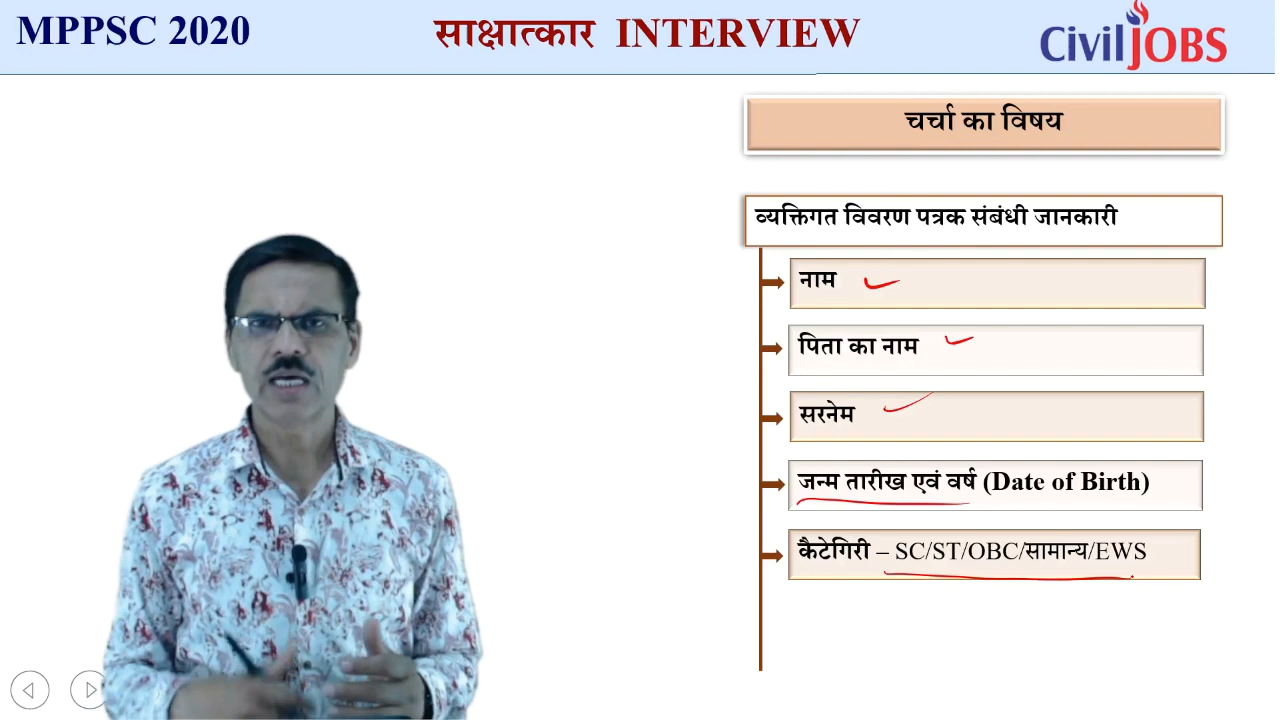 MPPSC 2020
साक्षात्कार INTERVIEW
CivilJOBS
चर्चा का विषय
व्यक्तिगत विवरण पत्रक संबंधी जानकारी
नाम
पिता का नाम
सरनेम
जन्म तारीख एवं वर्ष (Date of Birth)
कैटेगिरी – SC/ST/OBC/सामान्य/EWS